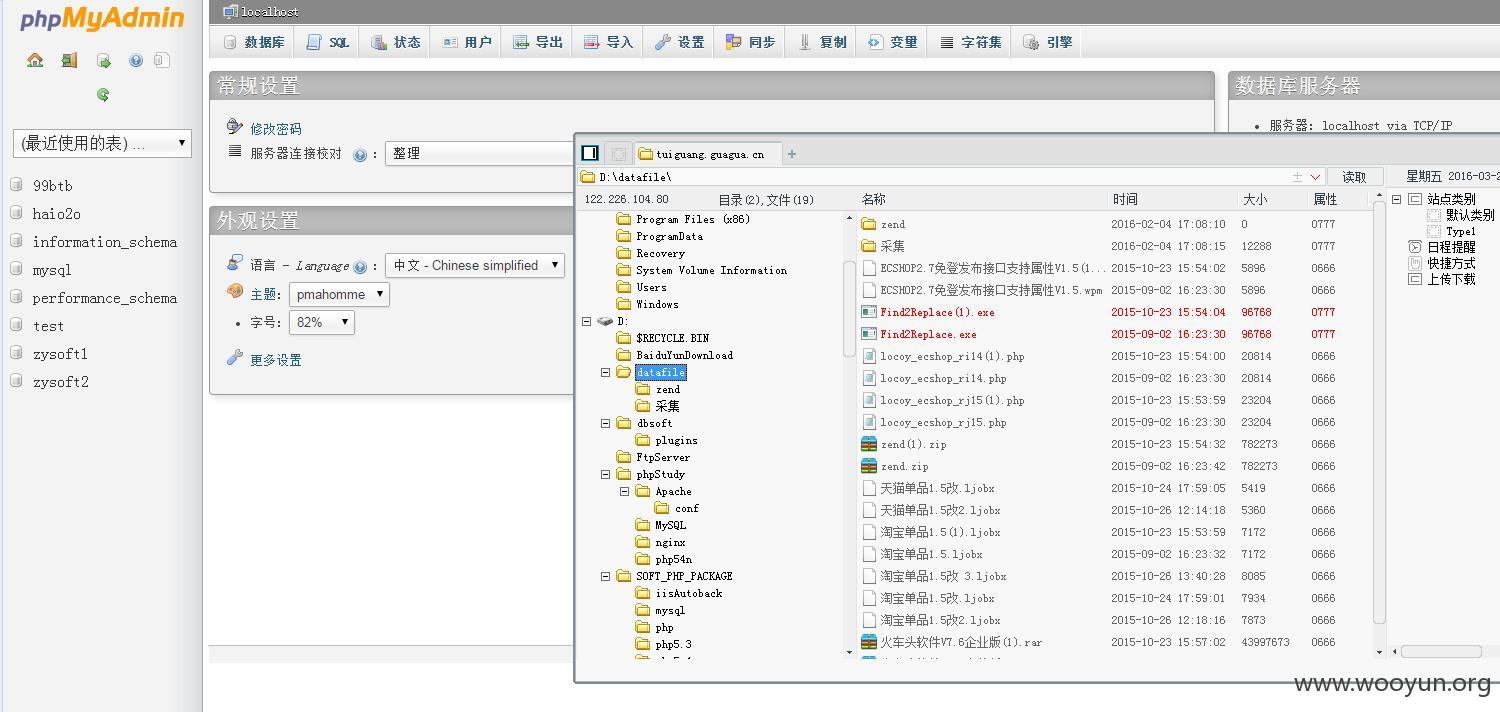 phpMyAdmin
(最近使用的表) ...
99btb
haio2o
information_schema
mysql
performance_schema
test
zysoft1
zysoft2
localhost
数据库 SQL 状态 用户 导出 导入 设置 同步 复制 变量 字符集 引擎
常规设置
修改密码
服务器连接校对 : 整理
外观设置
语言 - Language : 中文 - Chinese simplified
主题: pmahomme
字号: 82%
更多设置
数据库服务器
服务器: localhost via TCP/IP
tuiguang.guagua.cn +
D:\datafile\ 读取
122.226.104.80 目录(2),文件(19)
Program Files (x86)
ProgramData
Recovery
System Volume Information
Users
Windows
D:
$RECYCLE.BIN
BaiduYunDownload
datafile
zend
采集
dbsoft
plugins
FtpServer
phpStudy
Apache
conf
MySQL
nginx
php54n
SOFT_PHP_PACKAGE
iisAutoback
mysql
php
php5.3
名称 时间 大小 属性
zend 2016-02-04 17:08:10 0 0777
采集 2016-02-04 17:08:15 12288 0777
ECSHOP2.7免登发布接口支持属性V1.5(1... 2015-10-23 15:54:02 5896 0666
ECSHOP2.7免登发布接口支持属性V1.5.wpm 2015-09-02 16:23:30 5896 0666
Find2Replace(1).exe 2015-10-23 15:54:04 96768 0777
Find2Replace.exe 2015-09-02 16:23:30 96768 0777
locoy_ecshop_ri14(1).php 2015-10-23 15:54:00 20814 0666
locoy_ecshop_ri14.php 2015-09-02 16:23:30 20814 0666
locoy_ecshop_rj15(1).php 2015-10-23 15:53:59 23204 0666
locoy_ecshop_rj15.php 2015-09-02 16:23:30 23204 0666
zend(1).zip 2015-10-23 15:54:32 782273 0666
zend.zip 2015-09-02 16:23:42 782273 0666
天猫单品1.5改.ljobx 2015-10-24 17:59:05 5419 0666
天猫单品1.5改2.ljobx 2015-10-26 12:14:18 5360 0666
淘宝单品1.5(1).ljobx 2015-10-23 15:53:59 7172 0666
淘宝单品1.5.ljobx 2015-09-02 16:23:32 7172 0666
淘宝单品1.5改 3.ljobx 2015-10-26 13:40:28 8085 0666
淘宝单品1.5改.ljobx 2015-10-24 17:59:01 7934 0666
淘宝单品1.5改2.ljobx 2015-10-26 12:18:16 7873 0666
火车头软件V7.6企业版(1).rar 2015-10-23 15:57:02 43997673 0666
星期五 2016-03-2
站点类别
默认类别
Type1
日程提醒
快捷方式
上传下载
www.wooyun.org